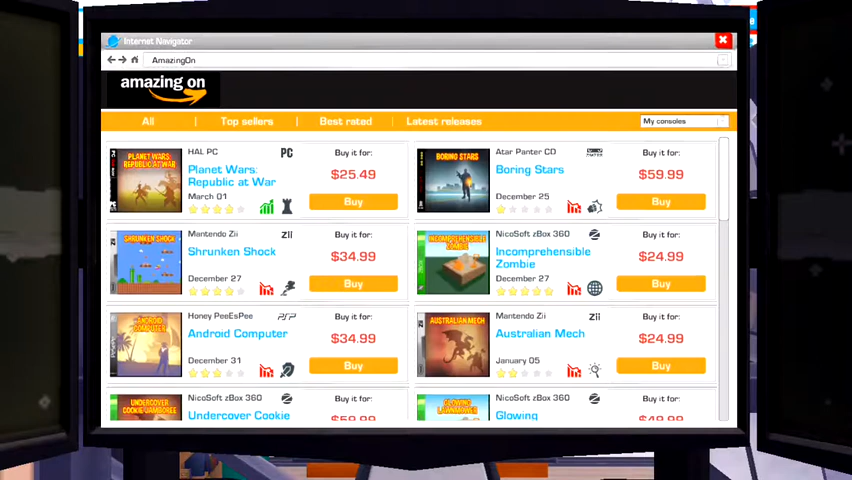 Internet Navigator
AmazingOn
amazing on
All | Top sellers | Best rated | Latest releases
My consoles
PLANET WARS: REPUBLIC AT WAR
HAL PC
PC
Planet Wars:
Republic at War
March 01
Buy it for:
$25.49
Buy
BORING STARS
Atar Panter CD
Boring Stars
December 25
Buy it for:
$59.99
Buy
SHRUNKEN SHOCK
Mantendo Zii
Zii
Shrunken Shock
December 27
Buy it for:
$34.99
Buy
INCOMPREHENSIBLE
ZOMBIE
NicoSoft zBox 360
Incomprehensible
Zombie
December 27
Buy it for:
$24.99
Buy
ANDROID
COMPUTER
Honey PeeEsPee
PSP
Android Computer
December 31
Buy it for:
$34.99
Buy
AUSTRALIAN MECH
Mantendo Zii
Zii
Australian Mech
January 05
Buy it for:
$24.99
Buy
UNDERCOVER
COOKIE JAMBOREE
NicoSoft zBox 360
Undercover Cookie
Buy it for:
$59.99
GLOWING
LAWNMOWER
NicoSoft zBox 360
Glowing
Buy it for:
$49.99